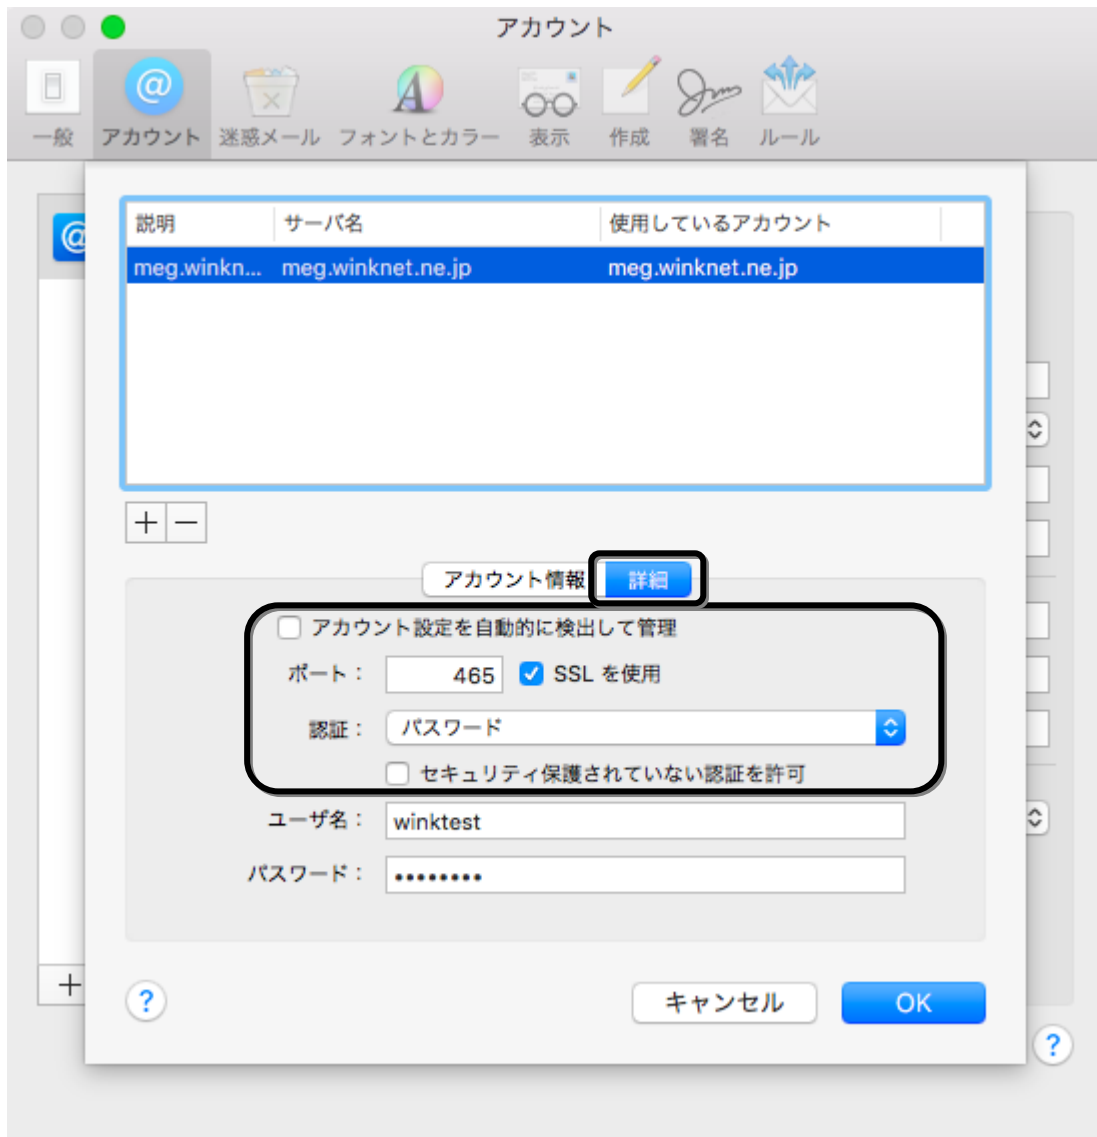 アカウント
一般 アカウント 迷惑メール フォントとカラー 表示 作成 署名 ルール
説明 サーバ名 使用しているアカウント
meg.winkn... meg.winknet.ne.jp meg.winknet.ne.jp
アカウント情報 詳細
アカウント設定を自動的に検出して管理
ポート： 465 SSL を使用
認証： パスワード
セキュリティ保護されていない認証を許可
ユーザ名： winktest
パスワード： ••••••••
? キャンセル OK
?